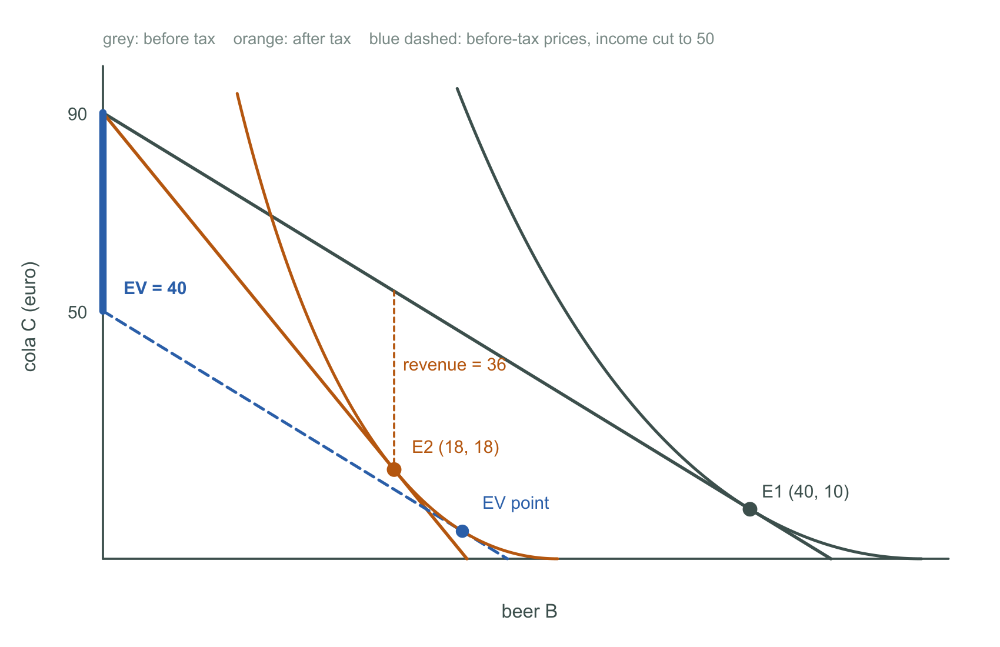 grey: before tax    orange: after tax    blue dashed: before-tax prices, income cut to 50
90
EV = 40
50
cola C (euro)
revenue = 36
E2 (18, 18)
E1 (40, 10)
EV point
beer B